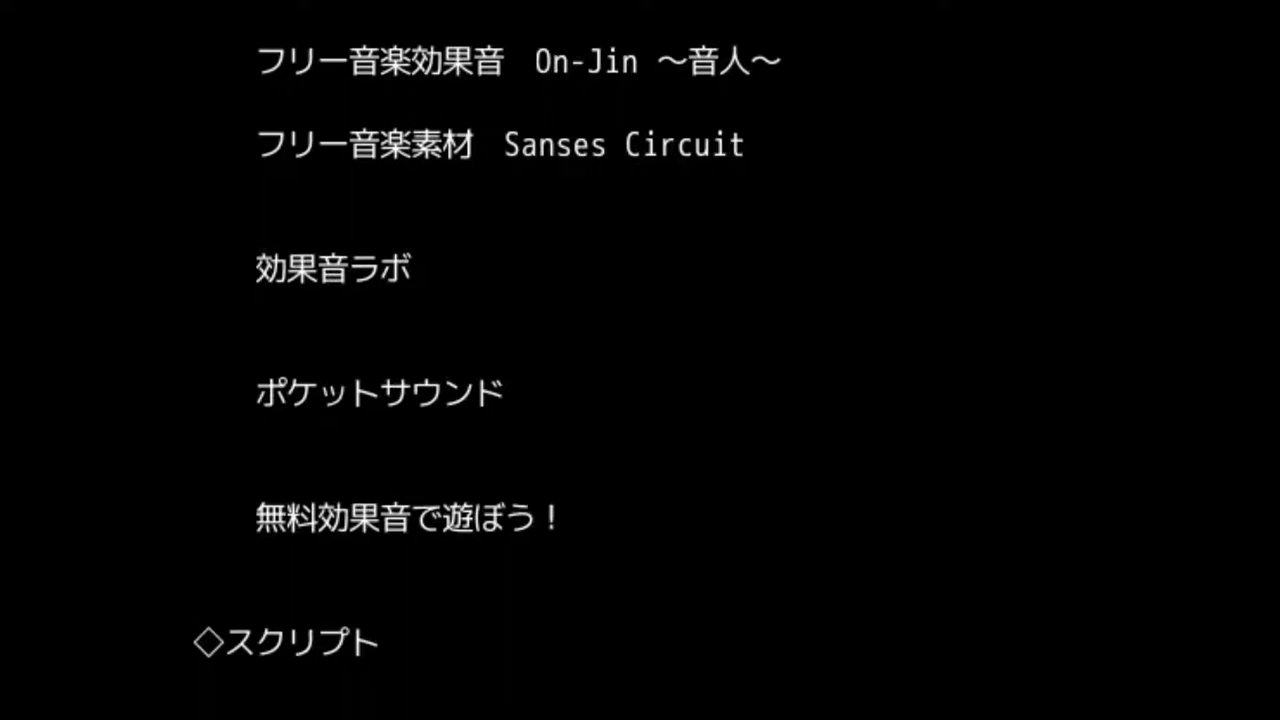 フリー音楽効果音　On-Jin ～音人～
フリー音楽素材　Sanses Circuit
効果音ラボ
ポケットサウンド
無料効果音で遊ぼう！
◇スクリプト